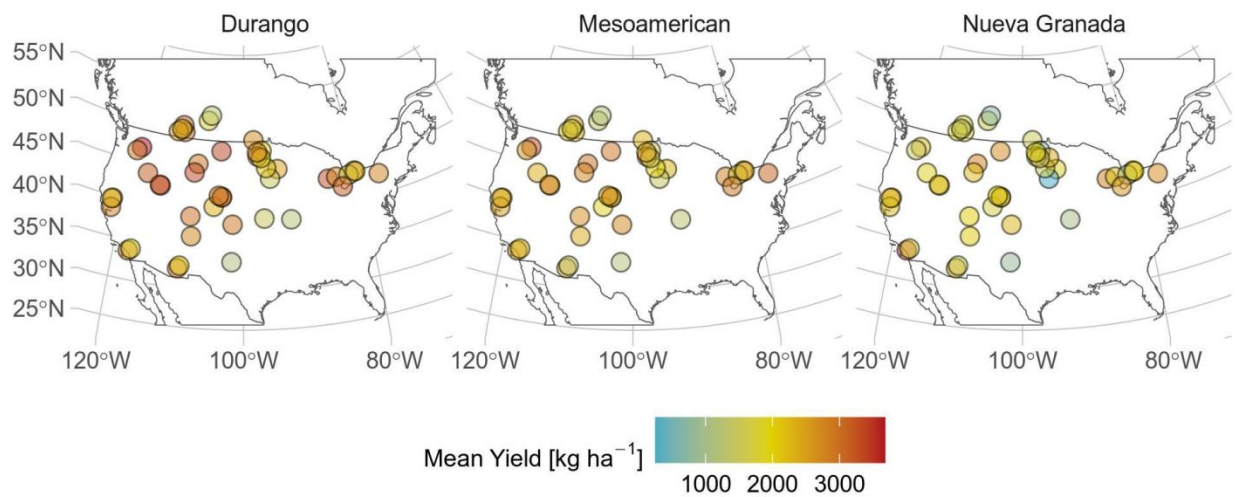 Durango Mesoamerican Nueva Granada
55°N
50°N
45°N
40°N
35°N
30°N
25°N
120°W 100°W 80°W 120°W 100°W 80°W 120°W 100°W 80°W
Mean Yield [kg ha⁻¹]
1000 2000 3000